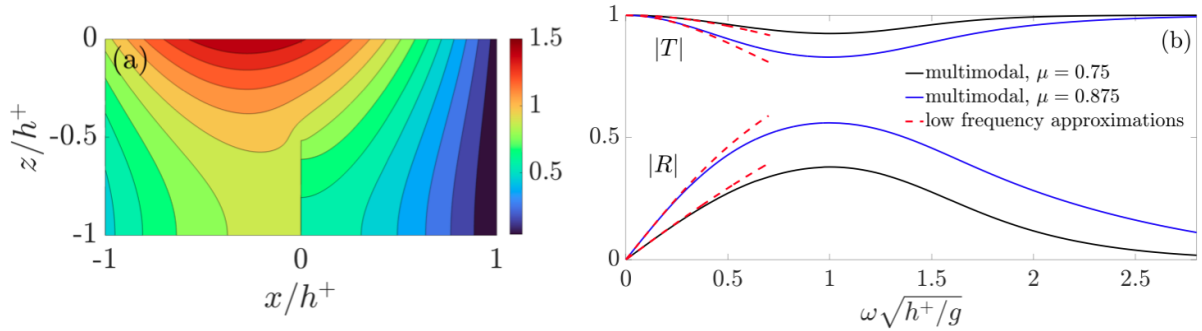 (a)
0
-0.5
-1
z/h⁺
-1
0
1
x/h⁺
1.5
1
0.5
1
0.5
0
0
0.5
1
1.5
2
2.5
ω√h⁺/g
|T|
|R|
(b)
multimodal, μ = 0.75
multimodal, μ = 0.875
low frequency approximations